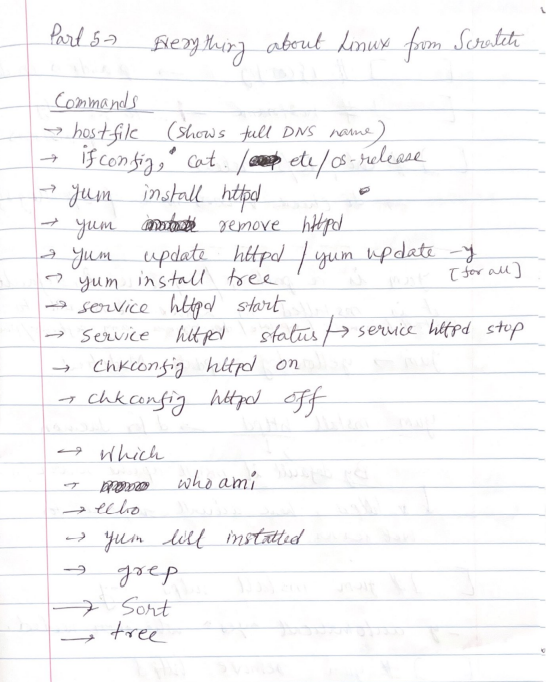 Part 5→ Everything about Linux from Scratch
Commands
→ hostfile (shows full DNS name)
→ ifconfig, cat /etc/os-release
→ yum install httpd
→ yum remove httpd
→ yum update httpd / yum update -y
[for all]
→ yum install tree
→ service httpd start
→ service httpd status/→ service httpd stop
→ chkconfig httpd on
→ chkconfig httpd off
→ which
→ whoami
→ echo
→ yum list installed
→ grep
→ Sort
→ tree